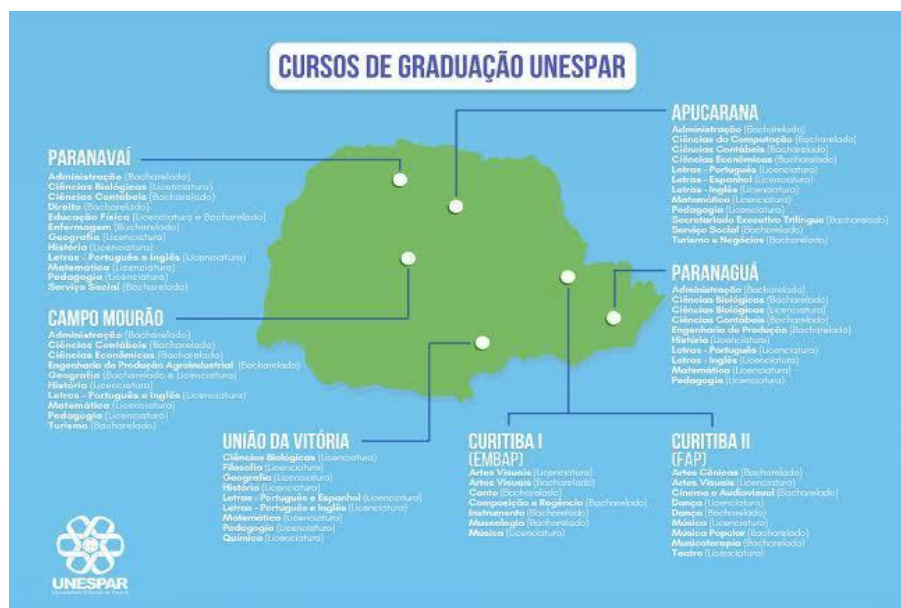 CURSOS DE GRADUAÇÃO UNESPAR
PARANAVAÍ
Administração (Bacharelado)
Ciências Biológicas (Licenciatura)
Ciências Contábeis (Bacharelado)
Direito (Bacharelado)
Educação Física (Licenciatura e Bacharelado)
Enfermagem (Bacharelado)
Geografia (Licenciatura)
História (Licenciatura)
Letras - Português e Inglês (Licenciatura)
Matemática (Licenciatura)
Pedagogia (Licenciatura)
Serviço Social (Bacharelado)
CAMPO MOURÃO
Administração (Bacharelado)
Ciências Contábeis (Bacharelado)
Ciências Econômicas (Bacharelado)
Engenharia de Produção Agroindustrial (Bacharelado)
Geografia (Bacharelado e Licenciatura)
História (Licenciatura)
Letras - Português e Inglês (Licenciatura)
Matemática (Licenciatura)
Pedagogia (Licenciatura)
Turismo (Bacharelado)
UNIÃO DA VITÓRIA
Ciências Biológicas (Licenciatura)
Filosofia (Licenciatura)
Geografia (Licenciatura)
História (Licenciatura)
Letras - Português e Espanhol (Licenciatura)
Letras - Português e Inglês (Licenciatura)
Matemática (Licenciatura)
Pedagogia (Licenciatura)
Química (Licenciatura)
CURITIBA I
(EMBAP)
Artes Visuais (Licenciatura)
Artes Visuais (Bacharelado)
Canto (Bacharelado)
Composição e Regência (Bacharelado)
Instrumento (Bacharelado)
Museologia (Bacharelado)
Música (Licenciatura)
CURITIBA II
(FAP)
Artes Cênicas (Bacharelado)
Artes Visuais (Licenciatura)
Cinema e Audiovisual (Bacharelado)
Dança (Licenciatura)
Dança (Bacharelado)
Música (Licenciatura)
Música Popular (Bacharelado)
Musicoterapia (Bacharelado)
Teatro (Licenciatura)
APUCARANA
Administração (Bacharelado)
Ciências da Computação (Bacharelado)
Ciências Contábeis (Bacharelado)
Ciências Econômicas (Bacharelado)
Letras - Português (Licenciatura)
Letras - Espanhol (Licenciatura)
Letras - Inglês (Licenciatura)
Matemática (Licenciatura)
Pedagogia (Licenciatura)
Secretariado Executivo Trilíngue (Bacharelado)
Serviço Social (Bacharelado)
Turismo e Negócios (Bacharelado)
PARANAGUÁ
Administração (Bacharelado)
Ciências Biológicas (Bacharelado)
Ciências Biológicas (Licenciatura)
Ciências Contábeis (Bacharelado)
Engenharia de Produção (Bacharelado)
História (Licenciatura)
Letras - Português (Licenciatura)
Letras - Inglês (Licenciatura)
Matemática (Licenciatura)
Pedagogia (Licenciatura)
UNESPAR
Universidade Estadual do Paraná